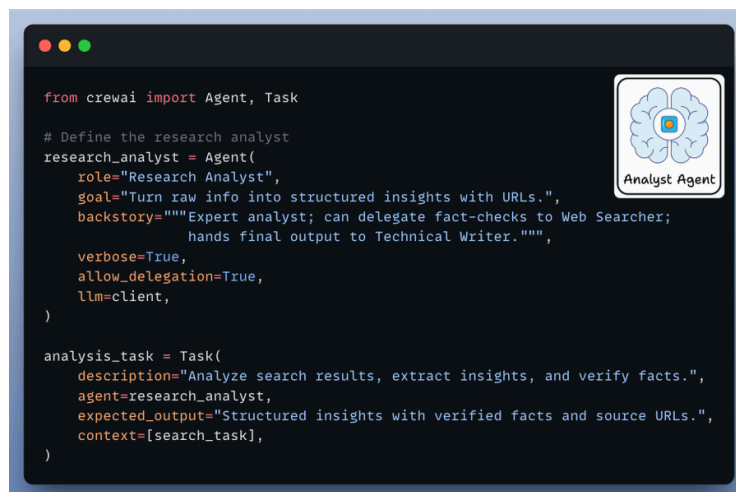 from crewai import Agent, Task
# Define the research analyst
research_analyst = Agent(
    role="Research Analyst",
    goal="Turn raw info into structured insights with URLs.",
    backstory="""Expert analyst; can delegate fact-checks to Web Searcher;
                 hands final output to Technical Writer.""",
    verbose=True,
    allow_delegation=True,
    llm=client,
)
analysis_task = Task(
    description="Analyze search results, extract insights, and verify facts.",
    agent=research_analyst,
    expected_output="Structured insights with verified facts and source URLs.",
    context=[search_task],
)
Analyst Agent